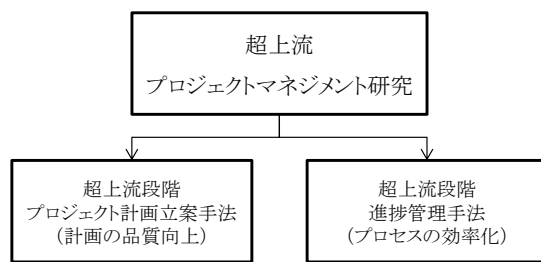 超上流
プロジェクトマネジメント研究
超上流段階
プロジェクト計画立案手法
(計画の品質向上)
超上流段階
進捗管理手法
(プロセスの効率化)